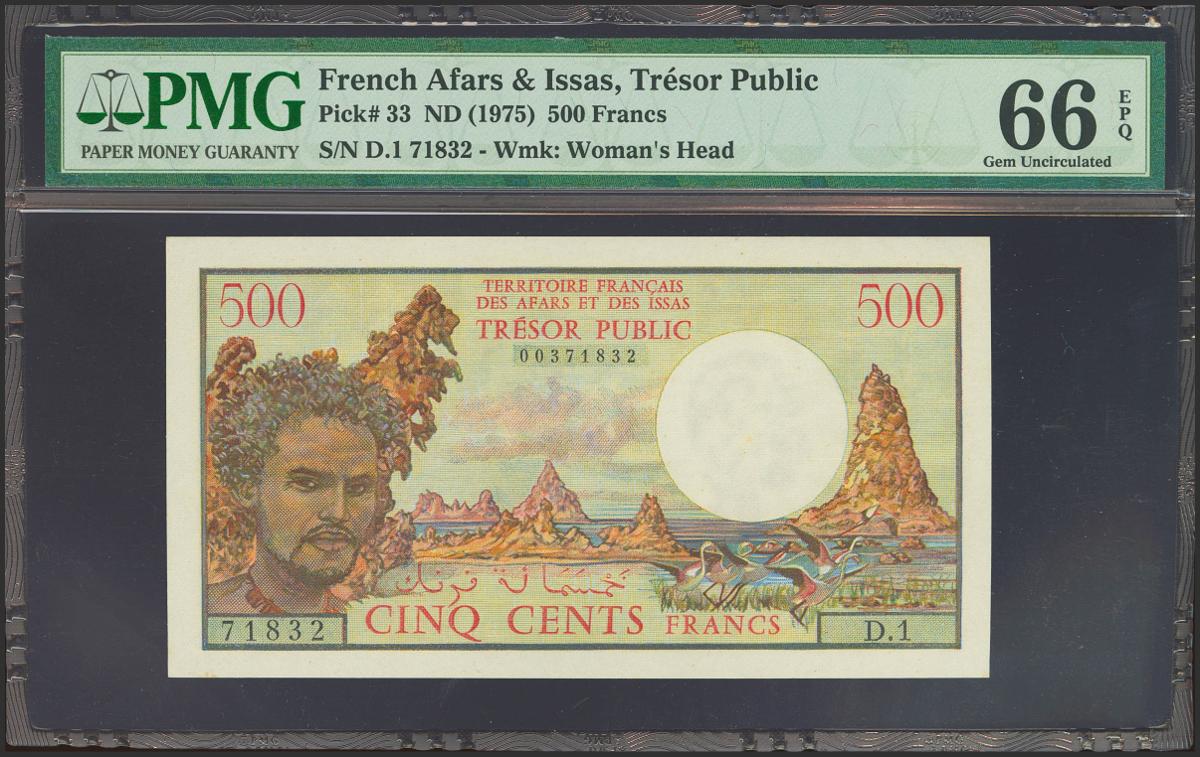 PMG
PAPER MONEY GUARANTY
French Afars & Issas, Trésor Public
Pick# 33 ND (1975) 500 Francs
S/N D.1 71832 - Wmk: Woman's Head
66
EPQ
Gem Uncirculated
500
TERRITOIRE FRANÇAIS
DES AFARS ET DES ISSAS
TRÉSOR PUBLIC
00371832
500
خمسمائة فرنك
71832
CINQ CENTS FRANCS
D.1